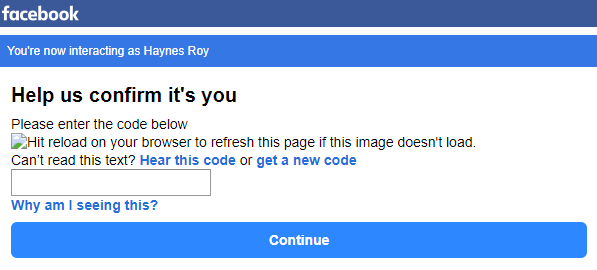 facebook
You're now interacting as Haynes Roy
Help us confirm it's you
Please enter the code below
Hit reload on your browser to refresh this page if this image doesn't load.
Can't read this text? Hear this code or get a new code
Why am I seeing this?
Continue